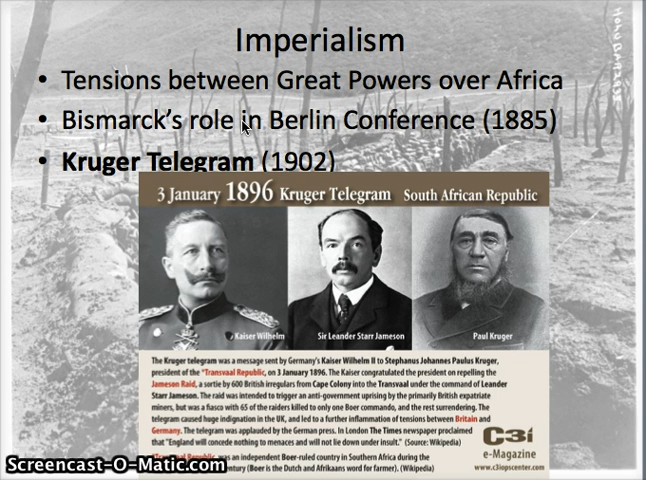 Imperialism
• Tensions between Great Powers over Africa
• Bismarck's role in Berlin Conference (1885)
• Kruger Telegram (1902)
3 January 1896 Kruger Telegram South African Republic
Kaiser Wilhelm
Sir Leander Starr Jameson
Paul Kruger
The Kruger telegram was a message sent by Germany's Kaiser Wilhelm II to Stephanus Johannes Paulus Kruger,
president of the *Transvaal Republic, on 3 January 1896. The Kaiser congratulated the president on repelling the
Jameson Raid, a sortie by 600 British irregulars from Cape Colony into the Transvaal under the command of Leander
Starr Jameson. The raid was intended to trigger an anti-government uprising by the primarily British expatriate
miners, but was a fiasco with 65 of the raiders killed to only one Boer commando, and the rest surrendering. The
telegram caused huge indignation in the UK, and led to a further inflammation of tensions between Britain and
Germany. The telegram was applauded by the German press. In London The Times newspaper proclaimed
that "England will concede nothing to menaces and will not lie down under insult." (Source: Wikipedia)
*Transvaal Republic, was an independent Boer-ruled country in Southern Africa during the
century (Boer is the Dutch and Afrikaans word for farmer). (Wikipedia)
C3i
e-Magazine
www.c3iopscenter.com
Screencast-O-Matic.com